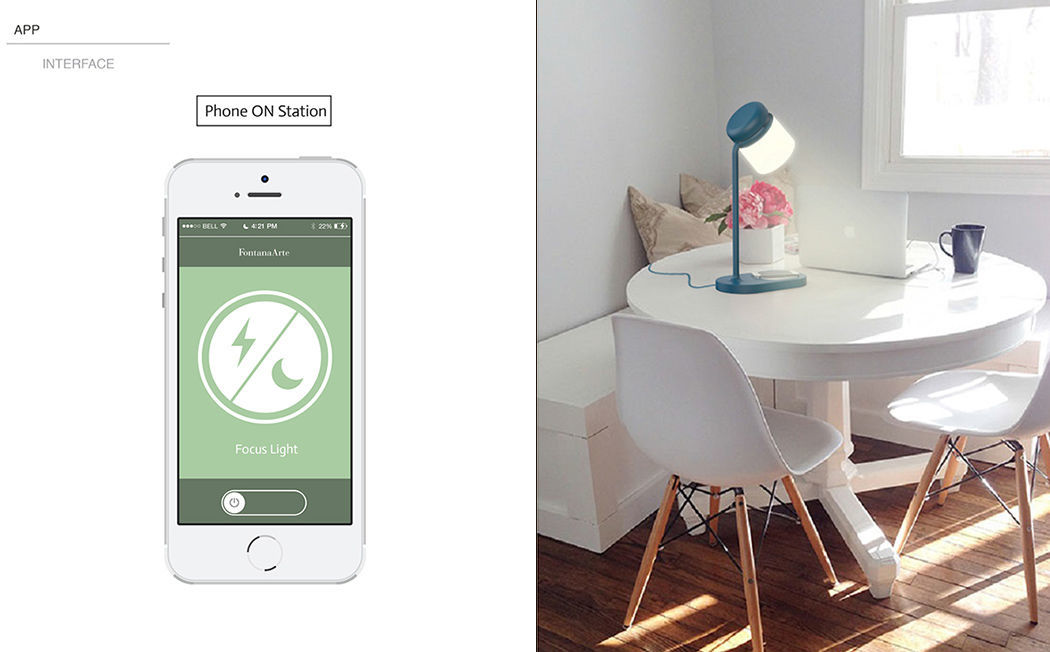 APP
INTERFACE
Phone ON Station
BELL 4:21 PM 22%
FontanaArte
Focus Light